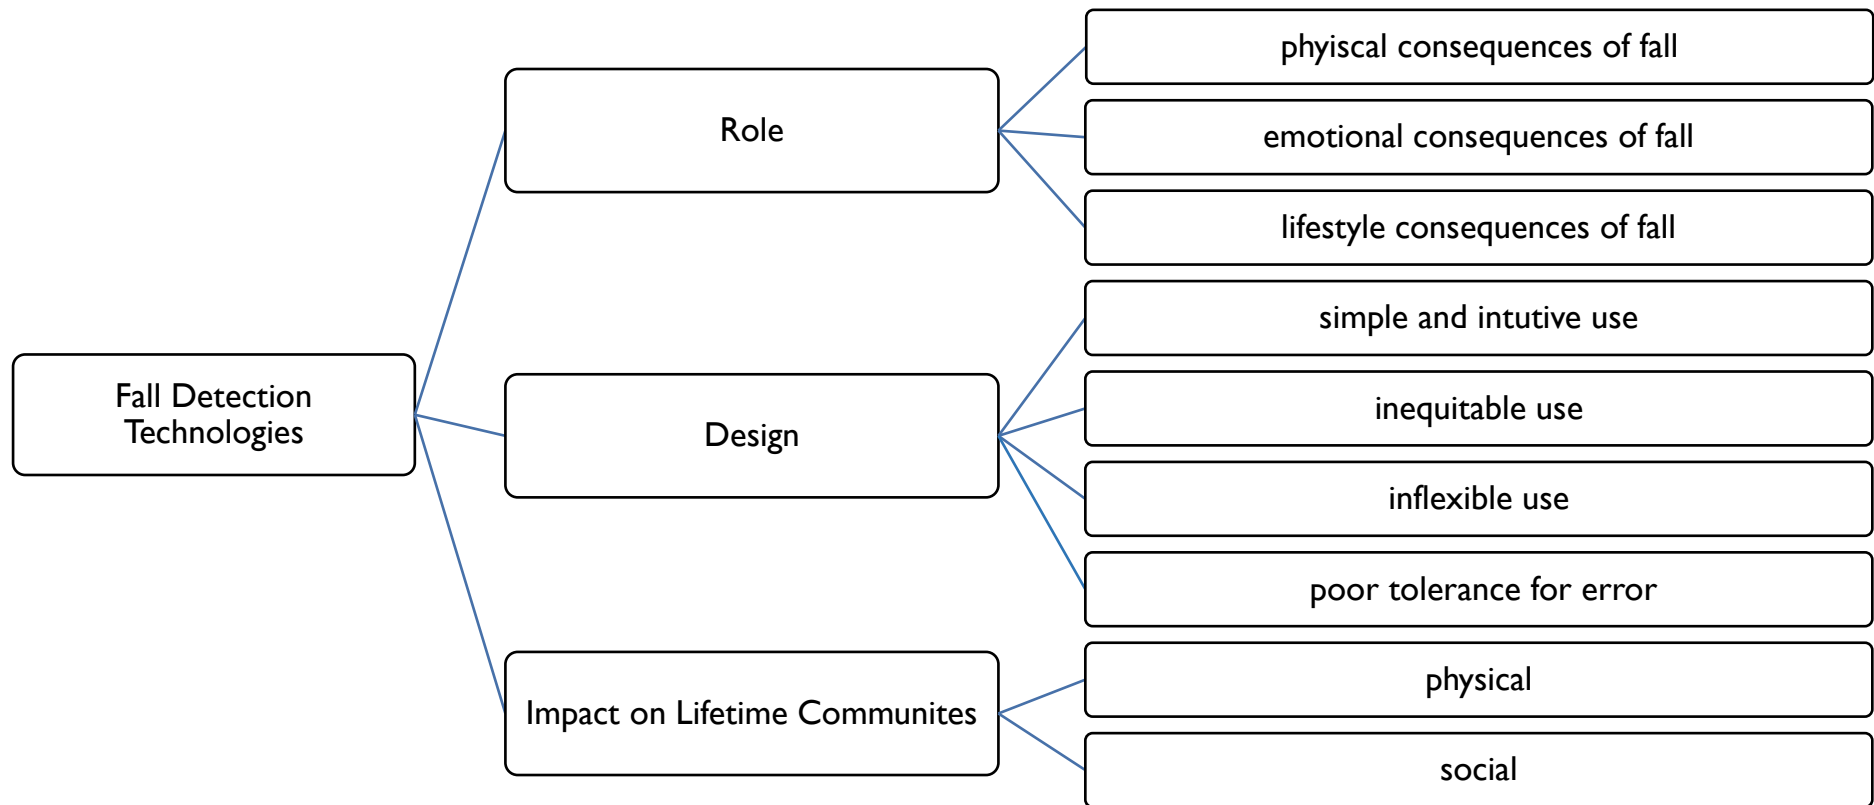 Fall Detection
Technologies
Role
phyiscal consequences of fall
emotional consequences of fall
lifestyle consequences of fall
Design
simple and intutive use
inequitable use
inflexible use
poor tolerance for error
Impact on Lifetime Communites
physical
social